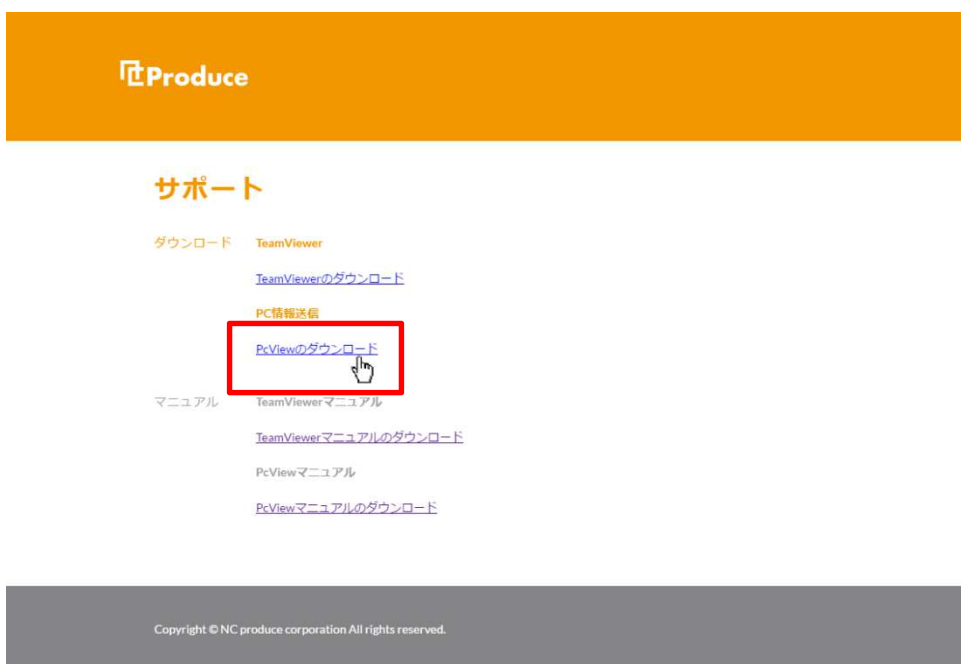 Produce
サポート
ダウンロード TeamViewer
TeamViewerのダウンロード
PC情報送信
PcViewのダウンロード
マニュアル TeamViewerマニュアル
TeamViewerマニュアルのダウンロード
PcViewマニュアル
PcViewマニュアルのダウンロード
Copyright © NC produce corporation All rights reserved.